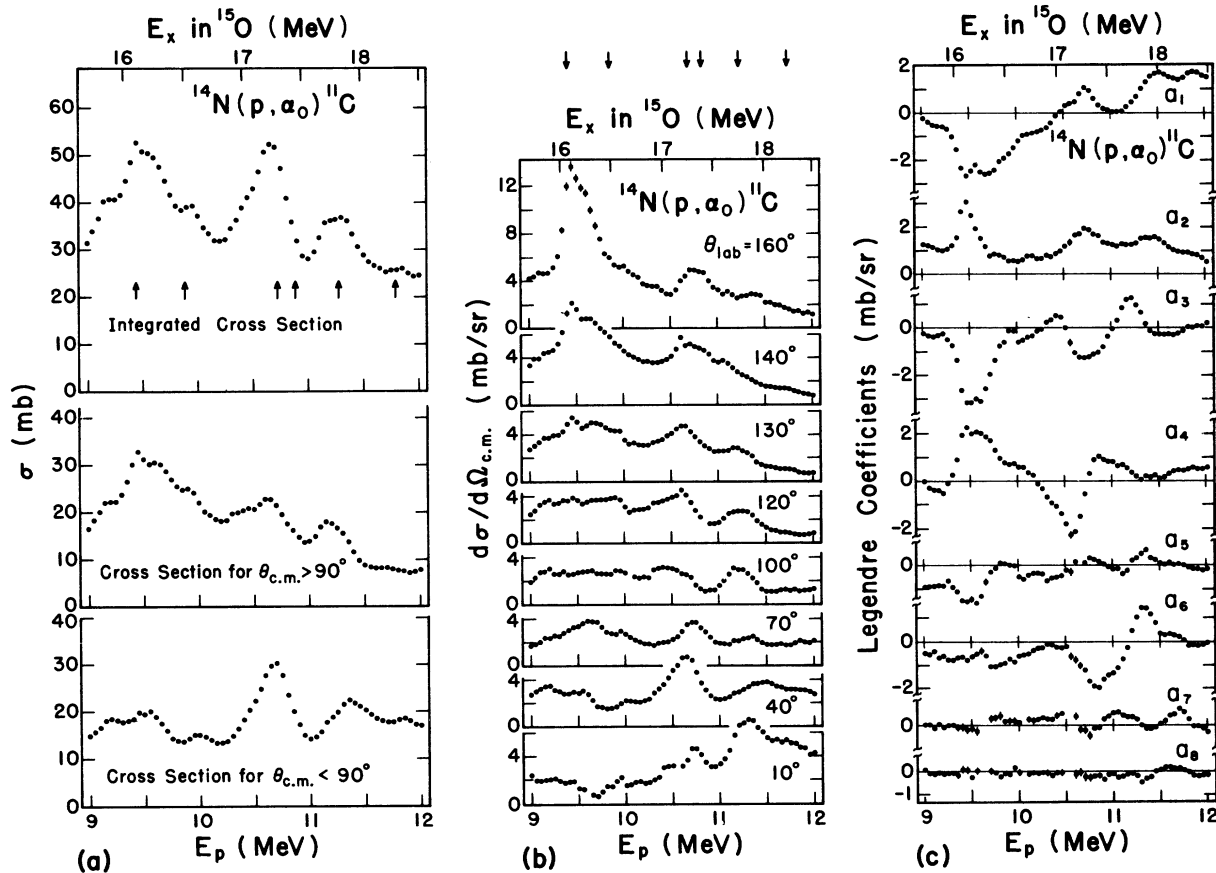 E_x in ¹⁵O (MeV)
16 17 18
¹⁴N(p,α₀)¹¹C
60
50
40
30
20
10
0
Integrated Cross Section
σ (mb)
40
30
20
10
0
Cross Section for θ_c.m. > 90°
40
30
20
10
0
Cross Section for θ_c.m. < 90°
9 10 11 12
E_p (MeV)
(a)
E_x in ¹⁵O (MeV)
16 17 18
¹⁴N(p,α₀)¹¹C
θ_lab = 160°
12
8
4
0
140°
4
0
130°
4
0
120°
4
0
100°
4
0
70°
4
0
40°
4
0
10°
4
0
dσ/dΩ_c.m. (mb/sr)
9 10 11 12
E_p (MeV)
(b)
E_x in ¹⁵O (MeV)
16 17 18
2
0
-2
a₁
¹⁴N(p,α₀)¹¹C
2
0
a₂
0
-2
a₃
2
0
-2
a₄
0
a₅
0
-2
a₆
0
a₇
0
-1
a₈
Legendre Coefficients (mb/sr)
9 10 11 12
E_p (MeV)
(c)